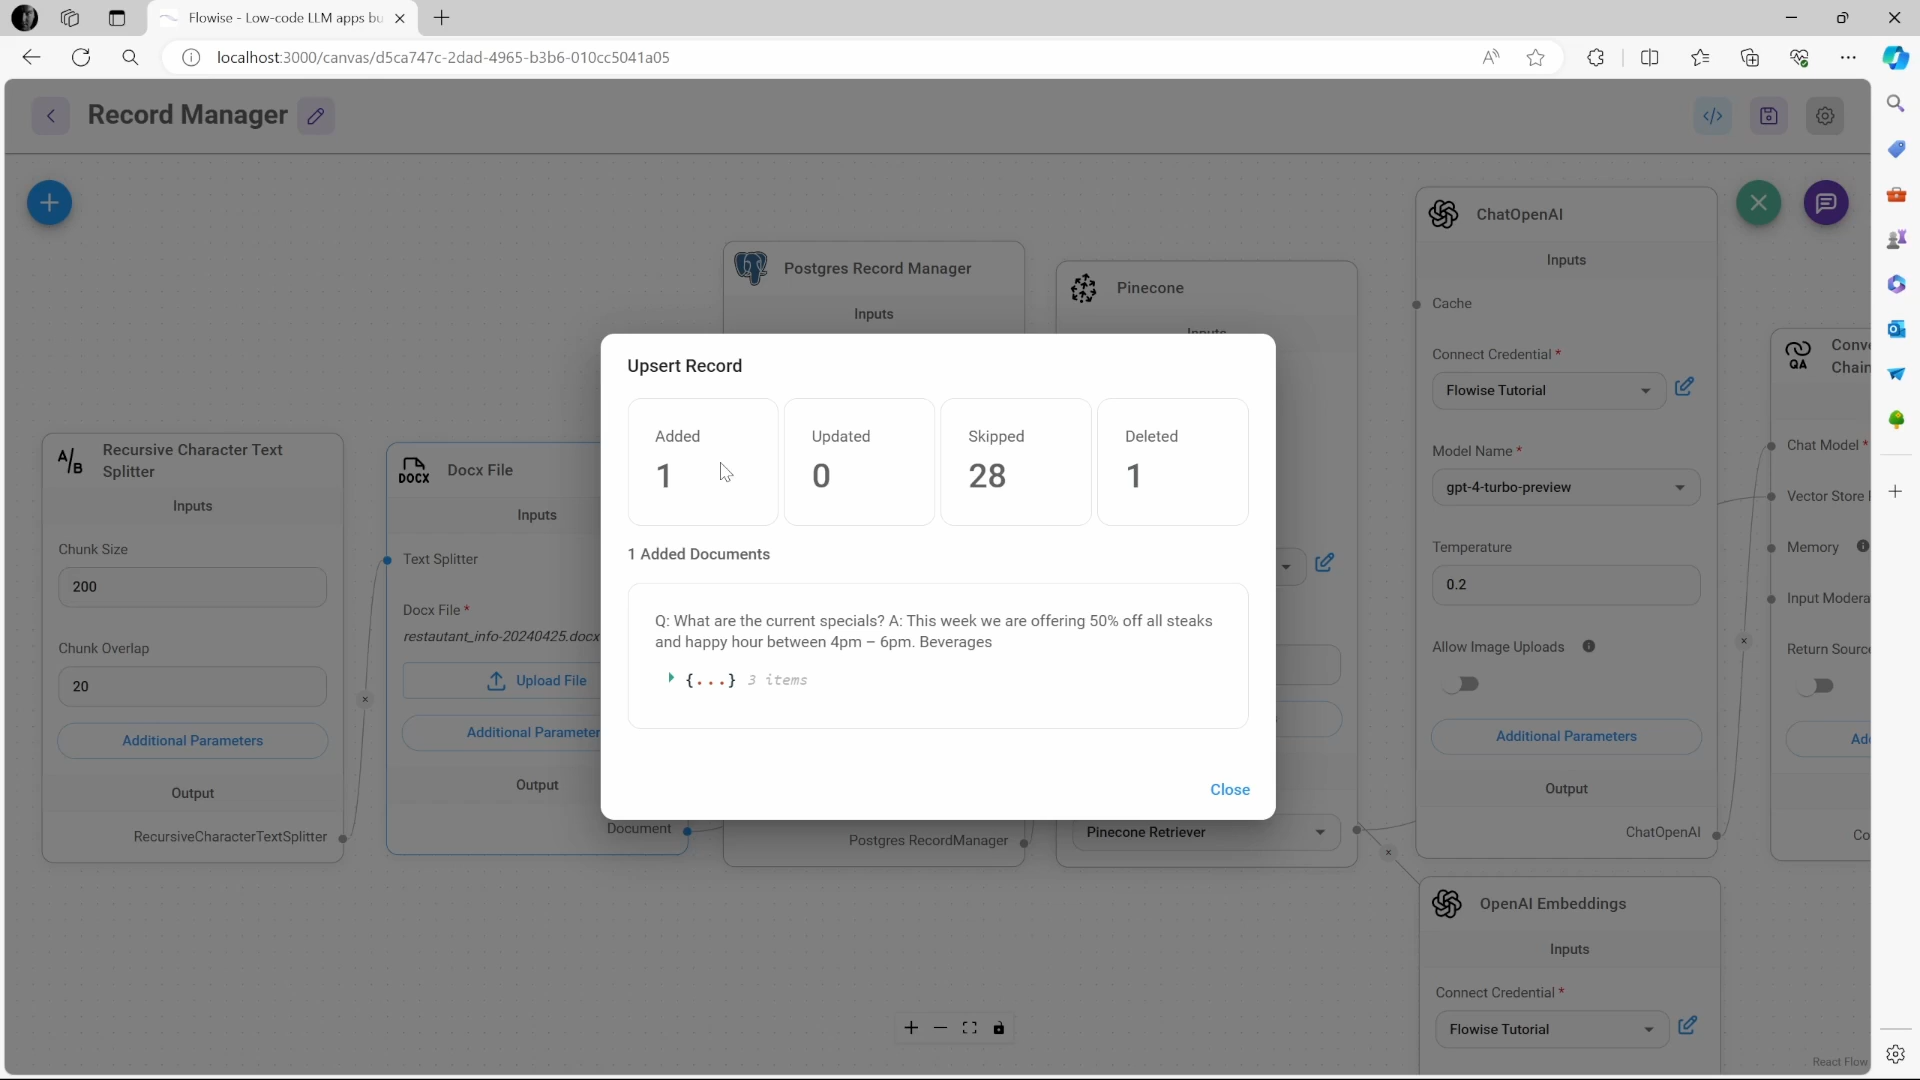 Flowise - Low-code LLM apps bu
localhost:3000/canvas/d5ca747c-2dad-4965-b3b6-010cc5041a05
Record Manager
Recursive Character Text
Splitter
Inputs
Chunk Size
200
Chunk Overlap
20
Additional Parameters
Output
RecursiveCharacterTextSplitter
DOCX
Docx File
Inputs
Text Splitter
Docx File *
restautant_info-20240425.docx
Upload File
Additional Parameter
Output
Document
Postgres Record Manager
Inputs
Postgres RecordManager
Pinecone
Inputs
Pinecone Retriever
Upsert Record
Added
1
Updated
0
Skipped
28
Deleted
1
1 Added Documents
Q: What are the current specials? A: This week we are offering 50% off all steaks
and happy hour between 4pm – 6pm. Beverages
{...} 3 items
Close
ChatOpenAI
Inputs
Cache
Connect Credential *
Flowise Tutorial
Model Name *
gpt-4-turbo-preview
Temperature
0.2
Allow Image Uploads
Additional Parameters
Output
ChatOpenAI
OpenAI Embeddings
Inputs
Connect Credential *
Flowise Tutorial
QA
Conve
Chain
Chat Model *
Vector Store
Memory
Input Modera
Return Source
Ad
Co
React Flow